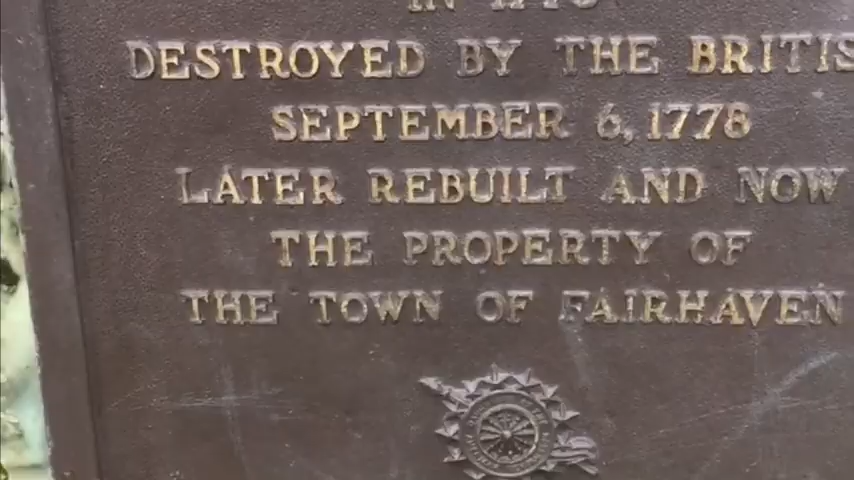 DESTROYED BY THE BRITIS
SEPTEMBER 6, 1778
LATER REBUILT AND NOW
THE PROPERTY OF
THE TOWN OF FAIRHAVEN